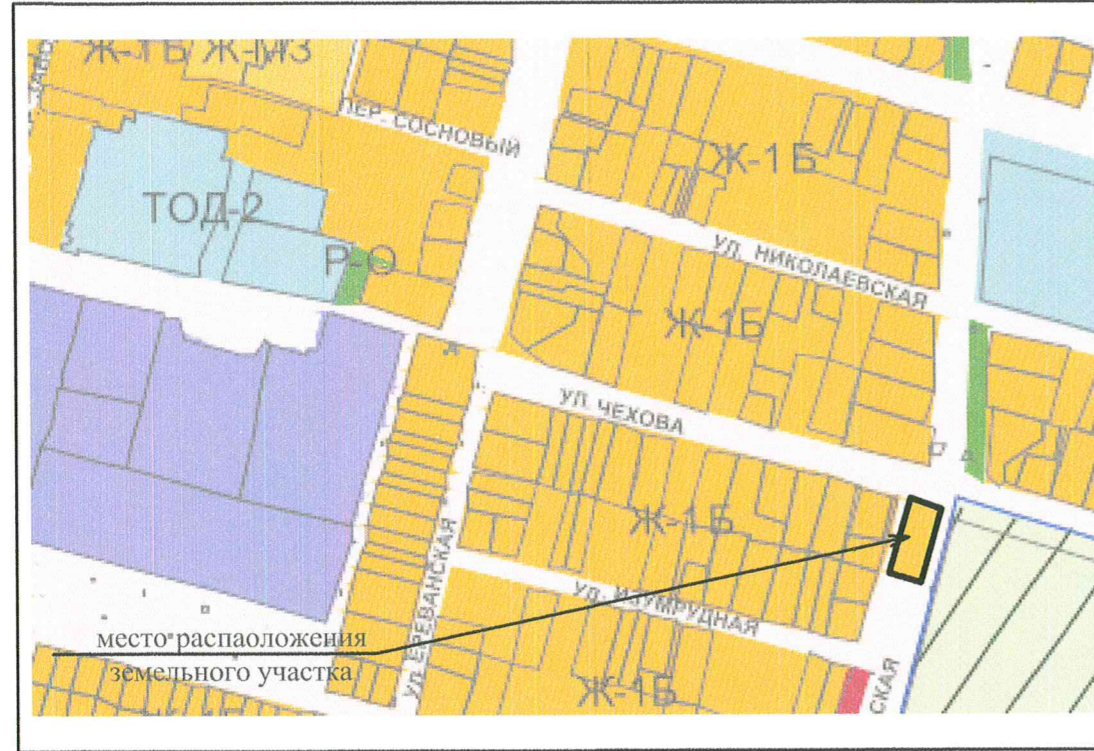 Ж-1Б/Ж-МЗ
ПЕР. СОСНОВЫЙ
Ж-1Б
ТОД-2
Р-О
УЛ. НИКОЛАЕВСКАЯ
Ж-1Б
УЛ. ЧЕХОВА
Ж-1Б
УЛ. ИЗУМРУДНАЯ
УЛ. ЕРЕВАНСКАЯ
место распаоложения
земельного участка
Ж-1Б
СКАЯ